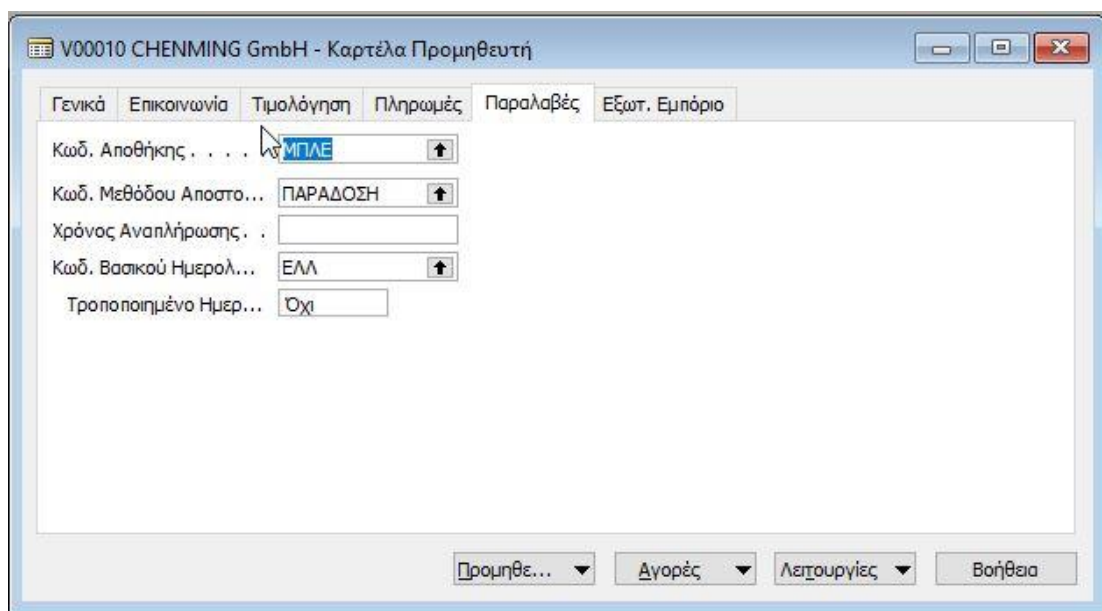 V00010 CHENMING GmbH - Καρτέλα Προμηθευτή
Γενικά Επικοινωνία Τιμολόγηση Πληρωμές Παραλαβές Εξωτ. Εμπόριο
Κωδ. Αποθήκης . . . . ΜΠΛΕ
Κωδ. Μεθόδου Αποστο... ΠΑΡΑΔΟΣΗ
Χρόνος Αναπλήρωσης . .
Κωδ. Βασικού Ημερολ... ΕΛΛ
Τροποποιημένο Ημερ... Όχι
Προμηθε... Αγορές Λειτουργίες Βοήθεια